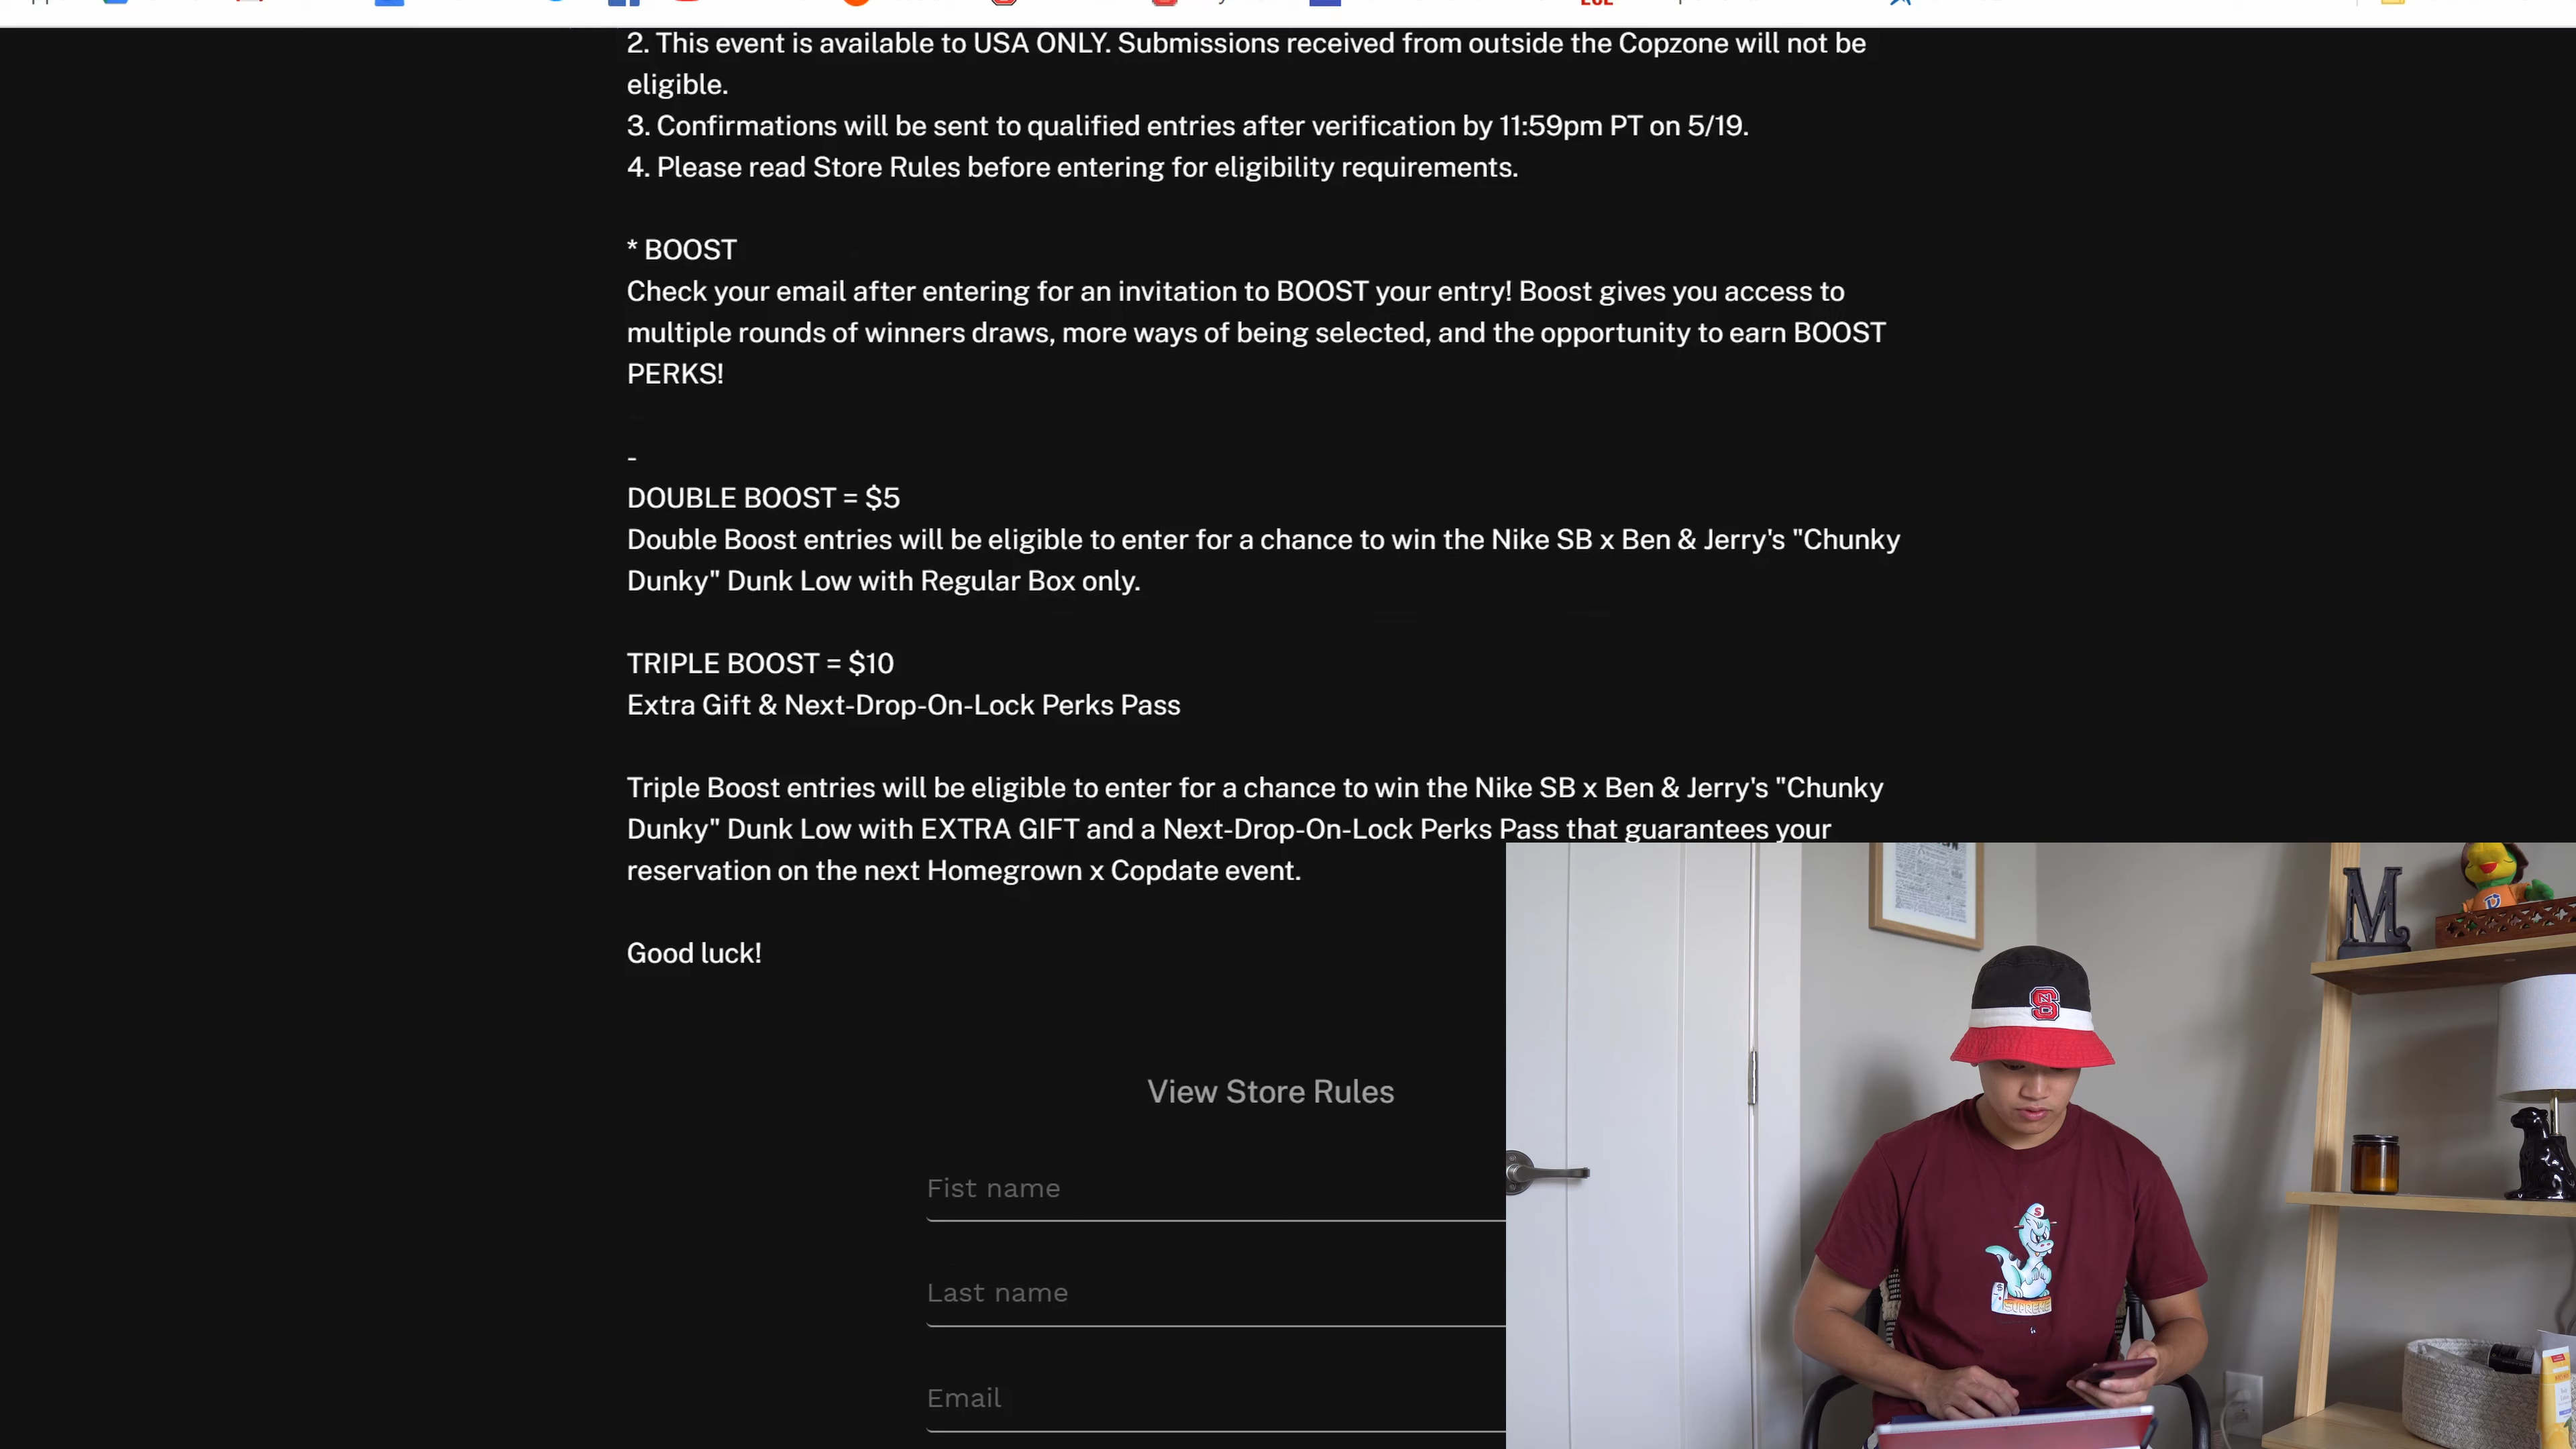 2. This event is available to USA ONLY. Submissions received from outside the Copzone will not be
eligible.
3. Confirmations will be sent to qualified entries after verification by 11:59pm PT on 5/19.
4. Please read Store Rules before entering for eligibility requirements.
* BOOST
Check your email after entering for an invitation to BOOST your entry! Boost gives you access to
multiple rounds of winners draws, more ways of being selected, and the opportunity to earn BOOST
PERKS!
-
DOUBLE BOOST = $5
Double Boost entries will be eligible to enter for a chance to win the Nike SB x Ben & Jerry's "Chunky
Dunky" Dunk Low with Regular Box only.
TRIPLE BOOST = $10
Extra Gift & Next-Drop-On-Lock Perks Pass
Triple Boost entries will be eligible to enter for a chance to win the Nike SB x Ben & Jerry's "Chunky
Dunky" Dunk Low with EXTRA GIFT and a Next-Drop-On-Lock Perks Pass that guarantees your
reservation on the next Homegrown x Copdate event.
Good luck!
View Store Rules
Fist name
Last name
Email
M
NSC
S
SUPREME